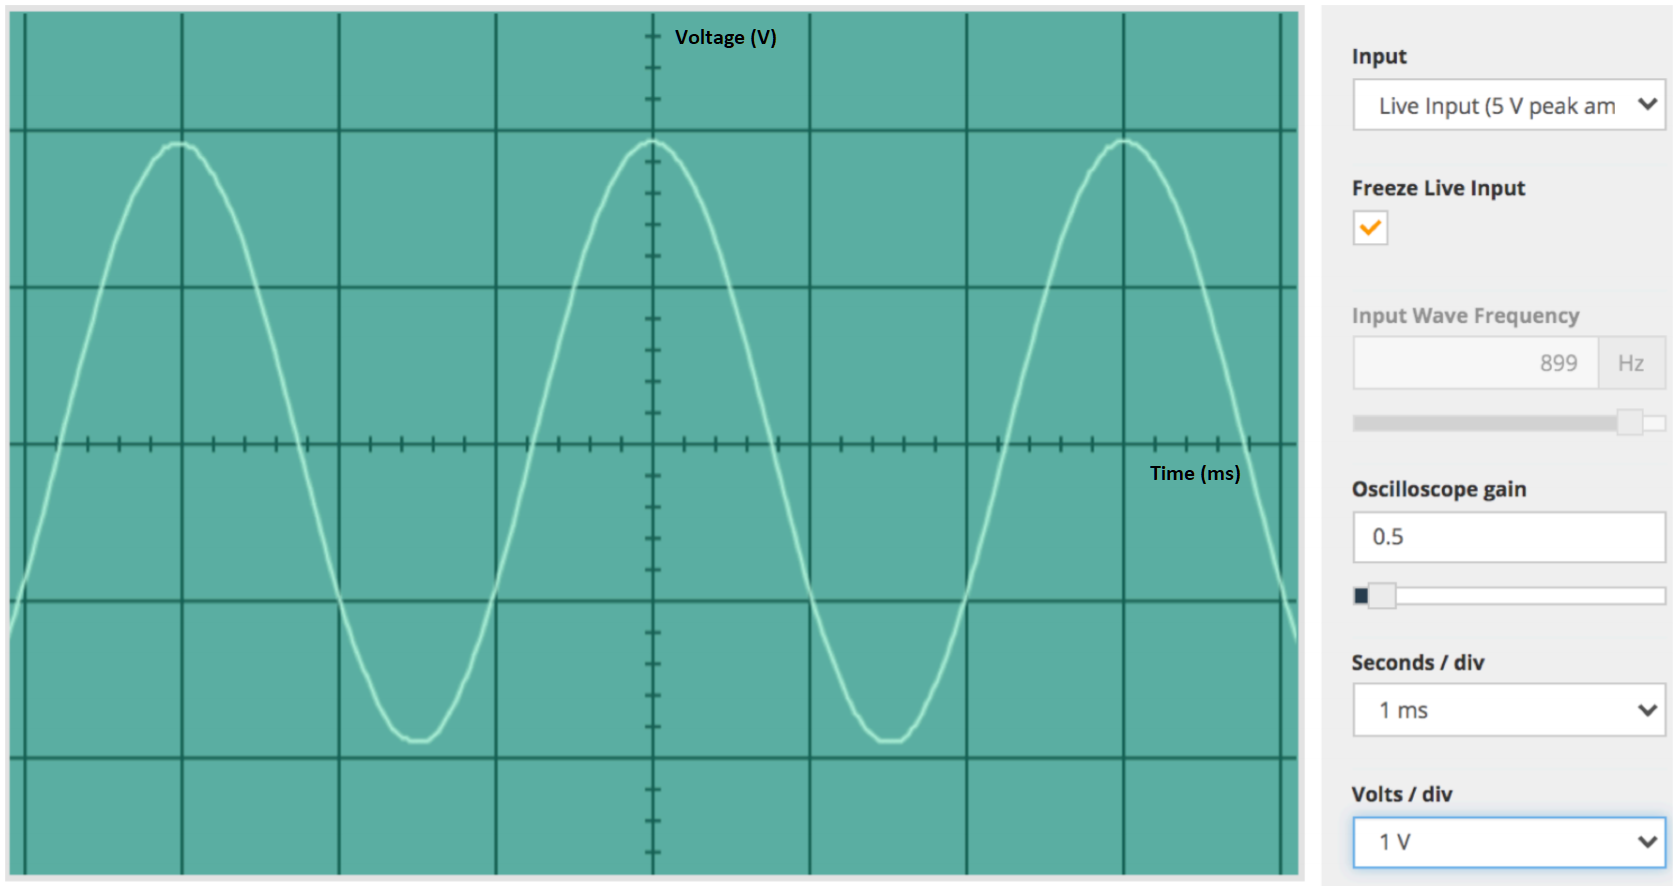 Voltage (V)
Time (ms)
Input
Live Input (5 V peak am
Freeze Live Input
Input Wave Frequency
899 Hz
Oscilloscope gain
0.5
Seconds / div
1 ms
Volts / div
1 V